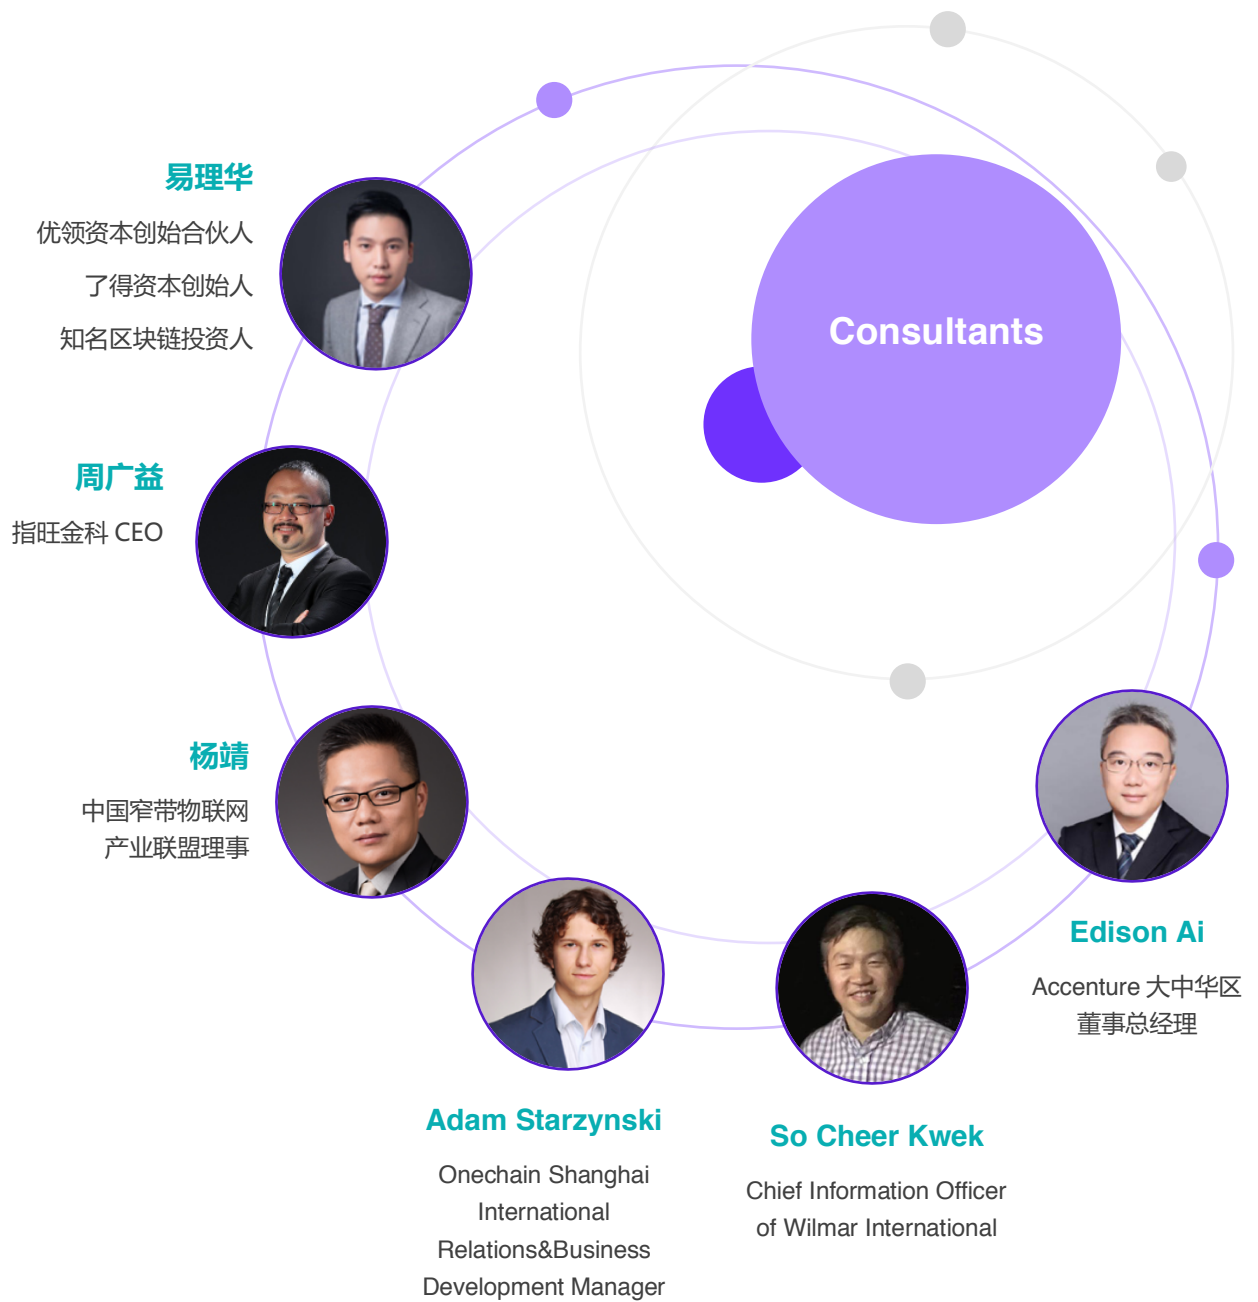 Consultants
易理华
优领资本创始合伙人
了得资本创始人
知名区块链投资人
周广益
指旺金科 CEO
杨靖
中国窄带物联网
产业联盟理事
Adam Starzynski
Onechain Shanghai
International
Relations&Business
Development Manager
So Cheer Kwek
Chief Information Officer
of Wilmar International
Edison Ai
Accenture 大中华区
董事总经理